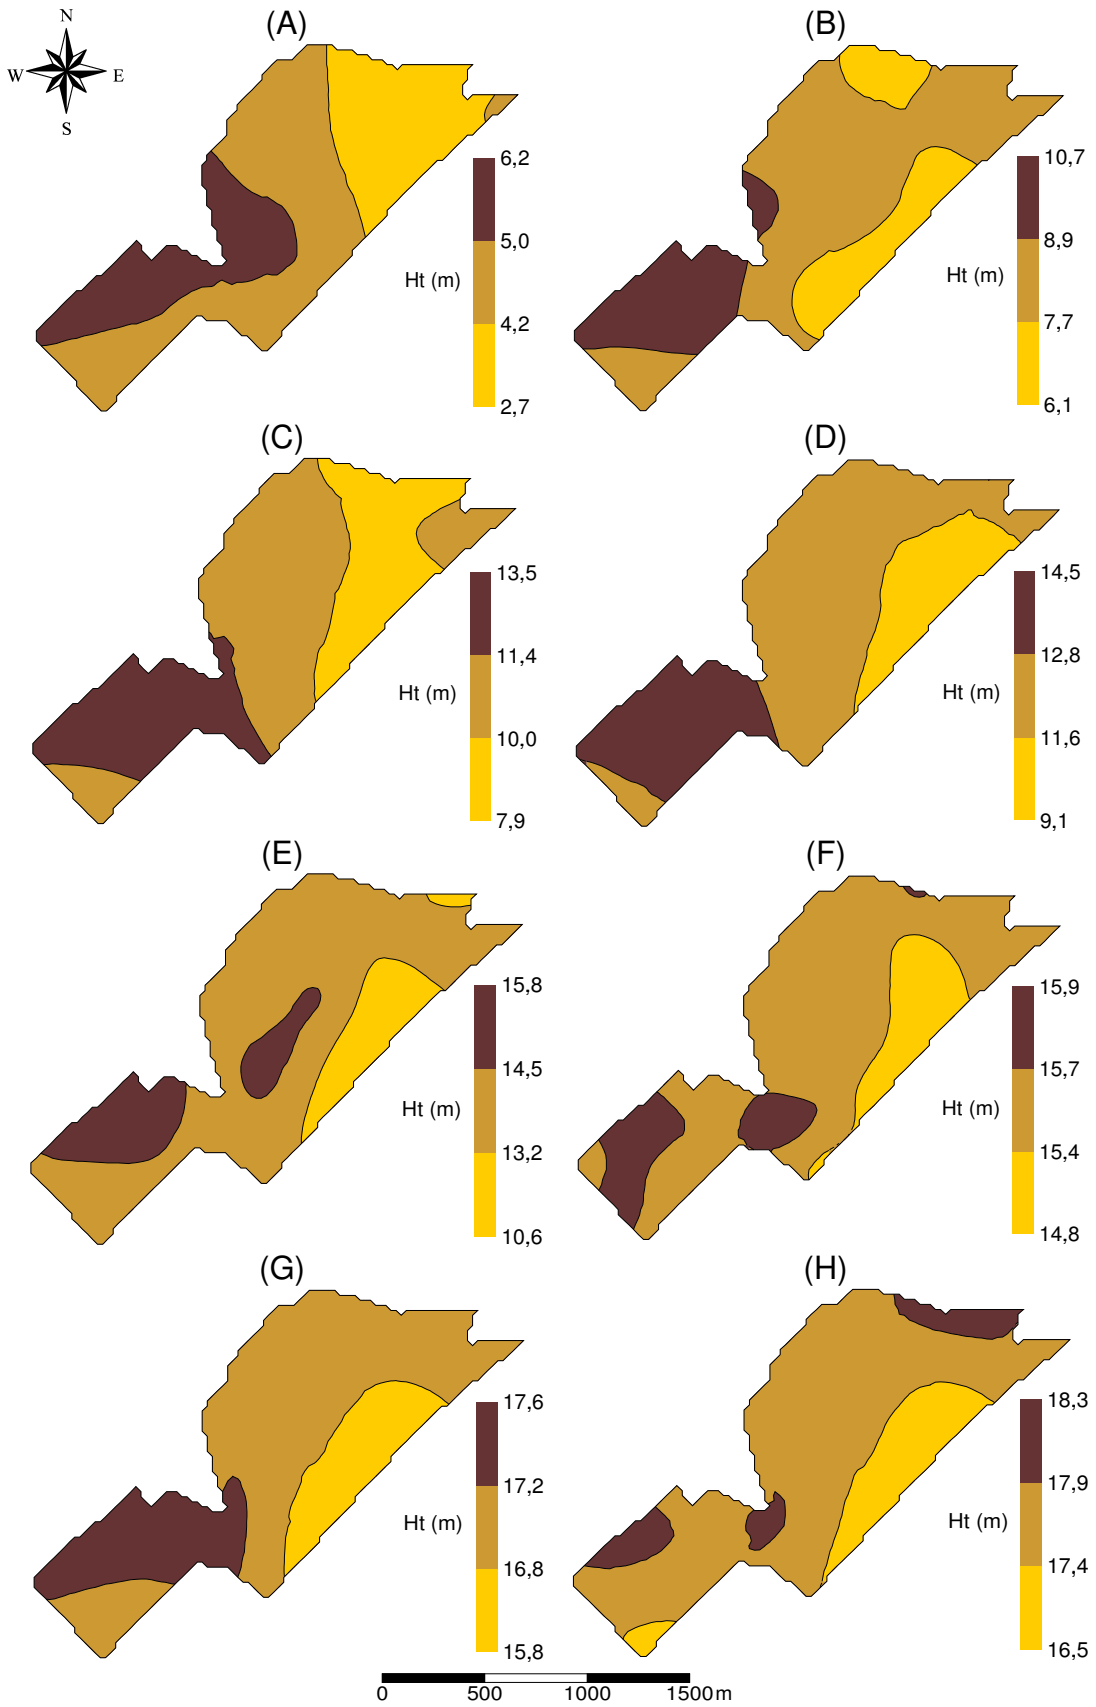 N
W E
S
(A)
6,2
5,0
Ht (m)
4,2
2,7
(B)
10,7
8,9
Ht (m)
7,7
6,1
(C)
13,5
11,4
Ht (m)
10,0
7,9
(D)
14,5
12,8
Ht (m)
11,6
9,1
(E)
15,8
14,5
Ht (m)
13,2
10,6
(F)
15,9
15,7
Ht (m)
15,4
14,8
(G)
17,6
17,2
Ht (m)
16,8
15,8
(H)
18,3
17,9
Ht (m)
17,4
16,5
0 500 1000 1500m